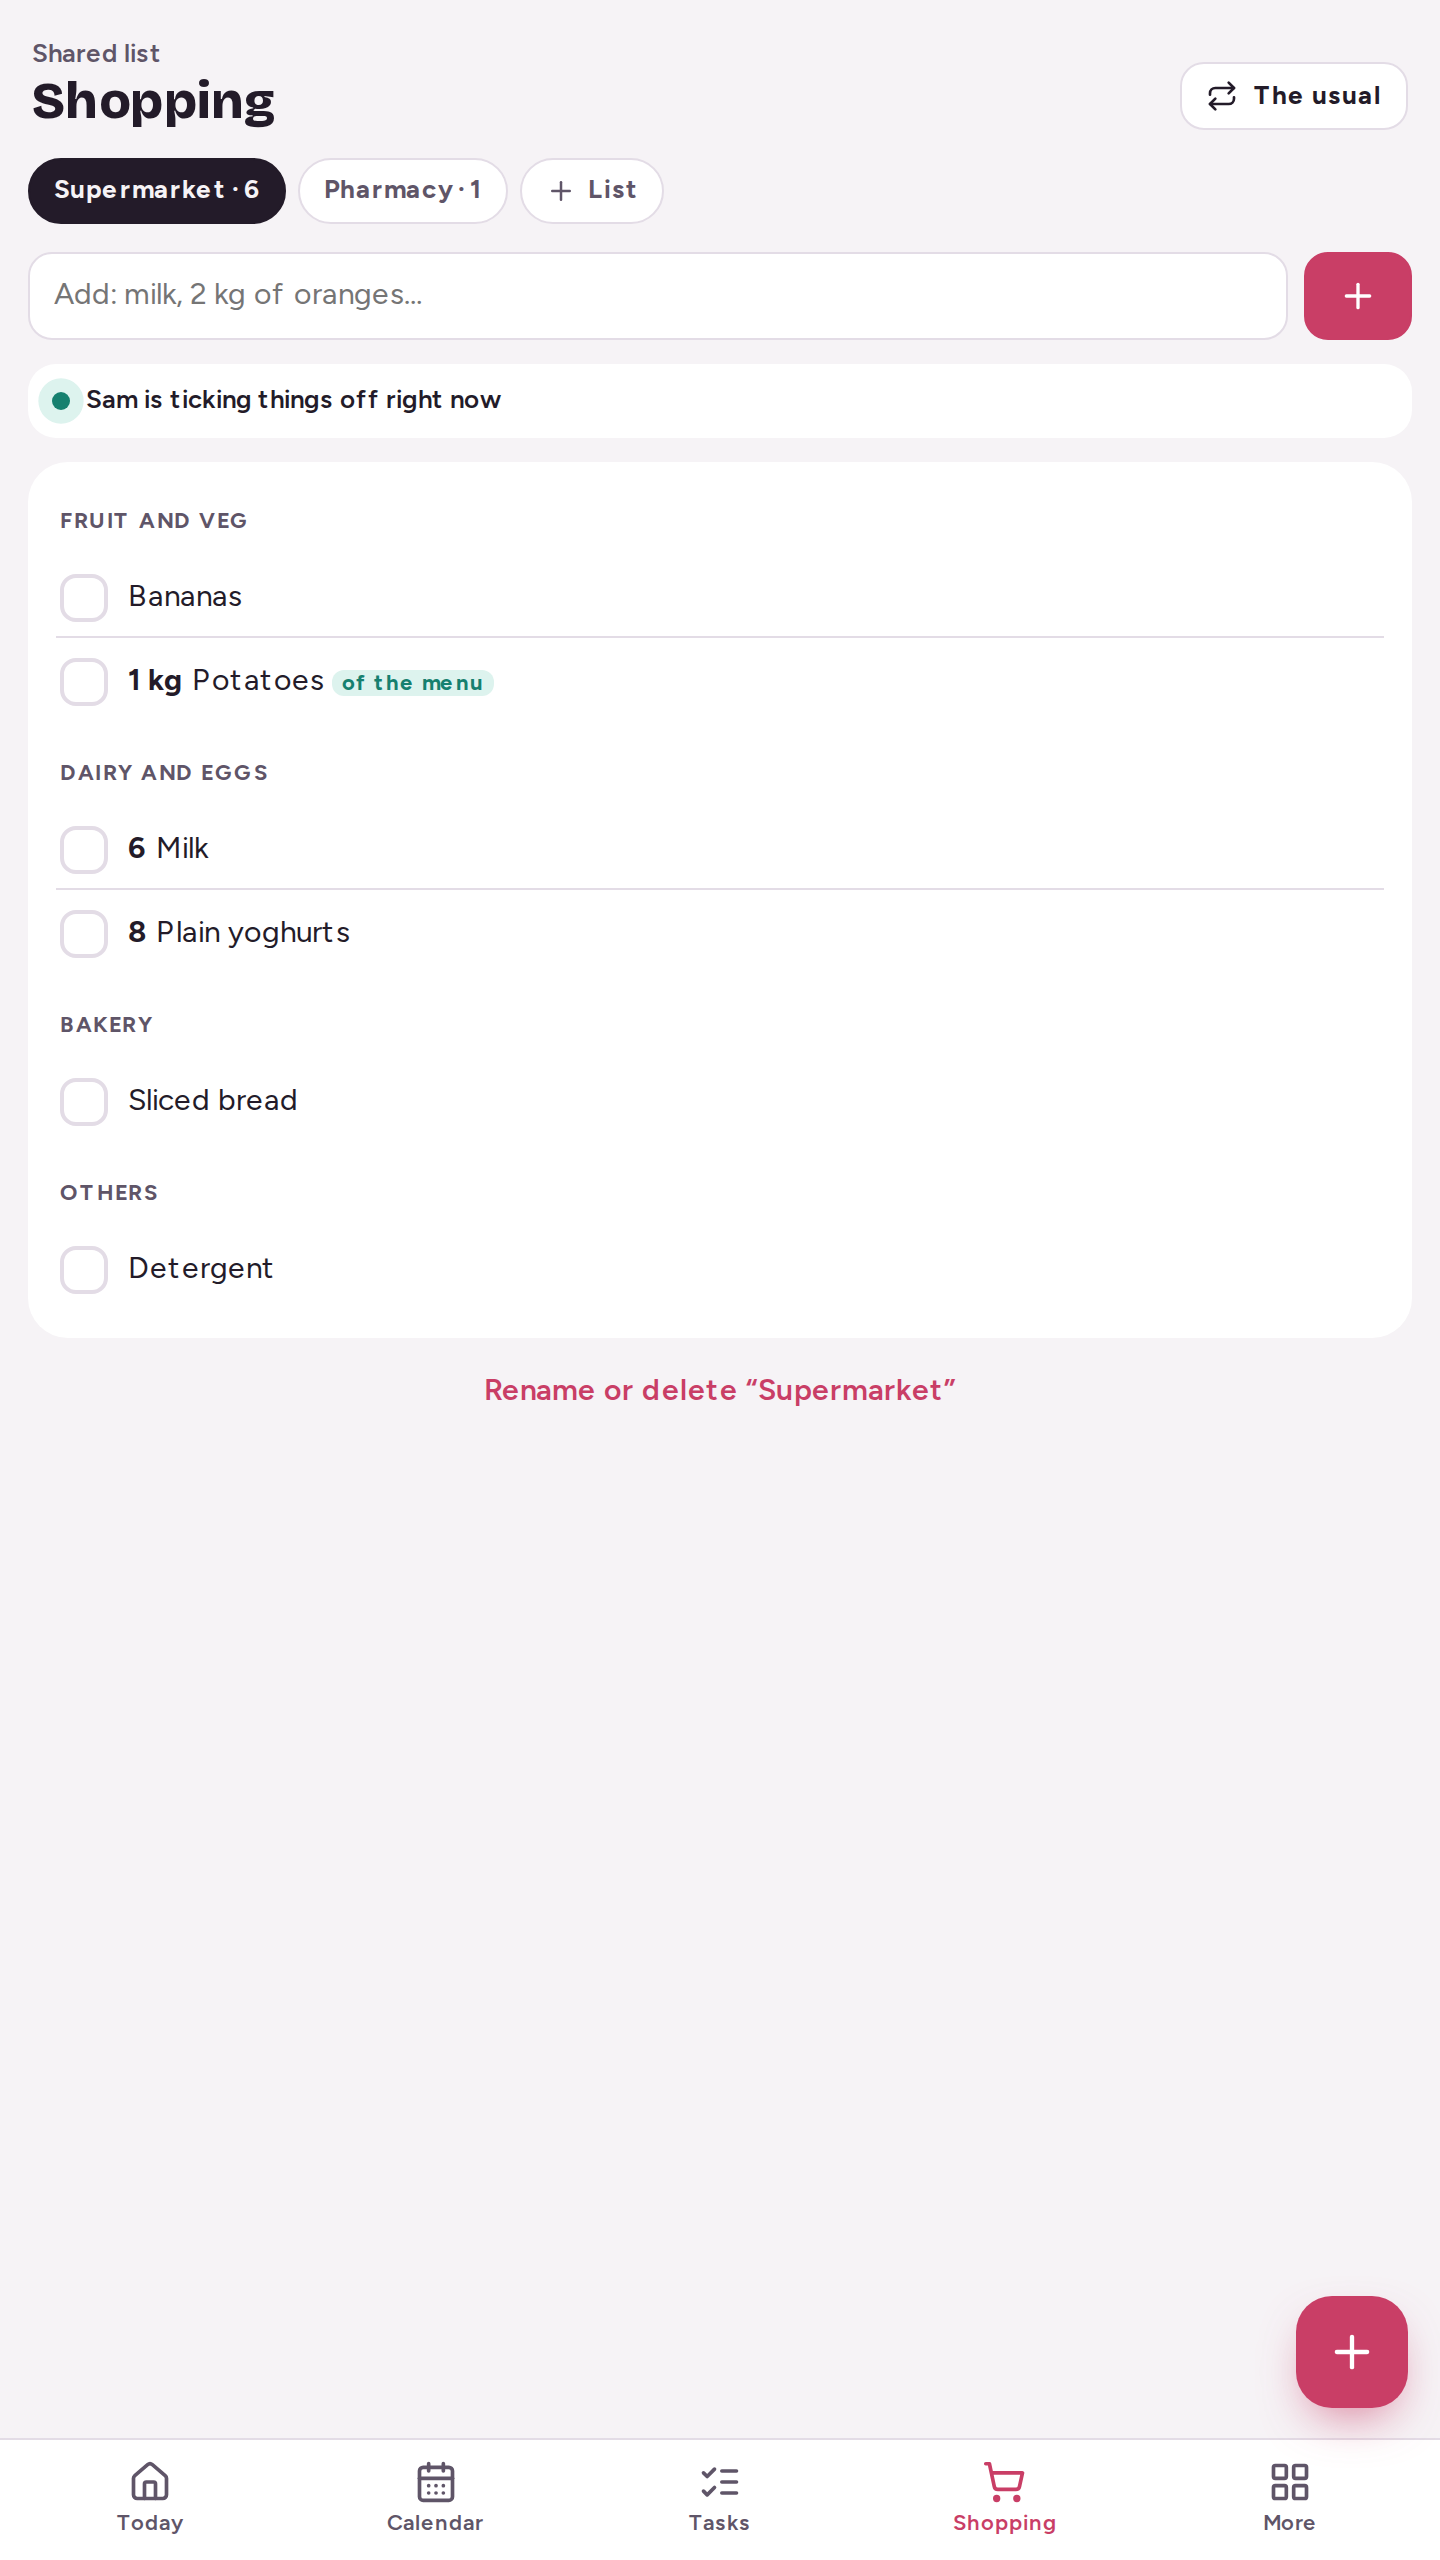 Shared list
Shopping
The usual
Supermarket · 6
Pharmacy · 1
List
Add: milk, 2 kg of oranges...
Sam is ticking things off right now
FRUIT AND VEG
Bananas
1 kg Potatoes of the menu
DAIRY AND EGGS
6 Milk
8 Plain yoghurts
BAKERY
Sliced bread
OTHERS
Detergent
Rename or delete “Supermarket”
Today
Calendar
Tasks
Shopping
More